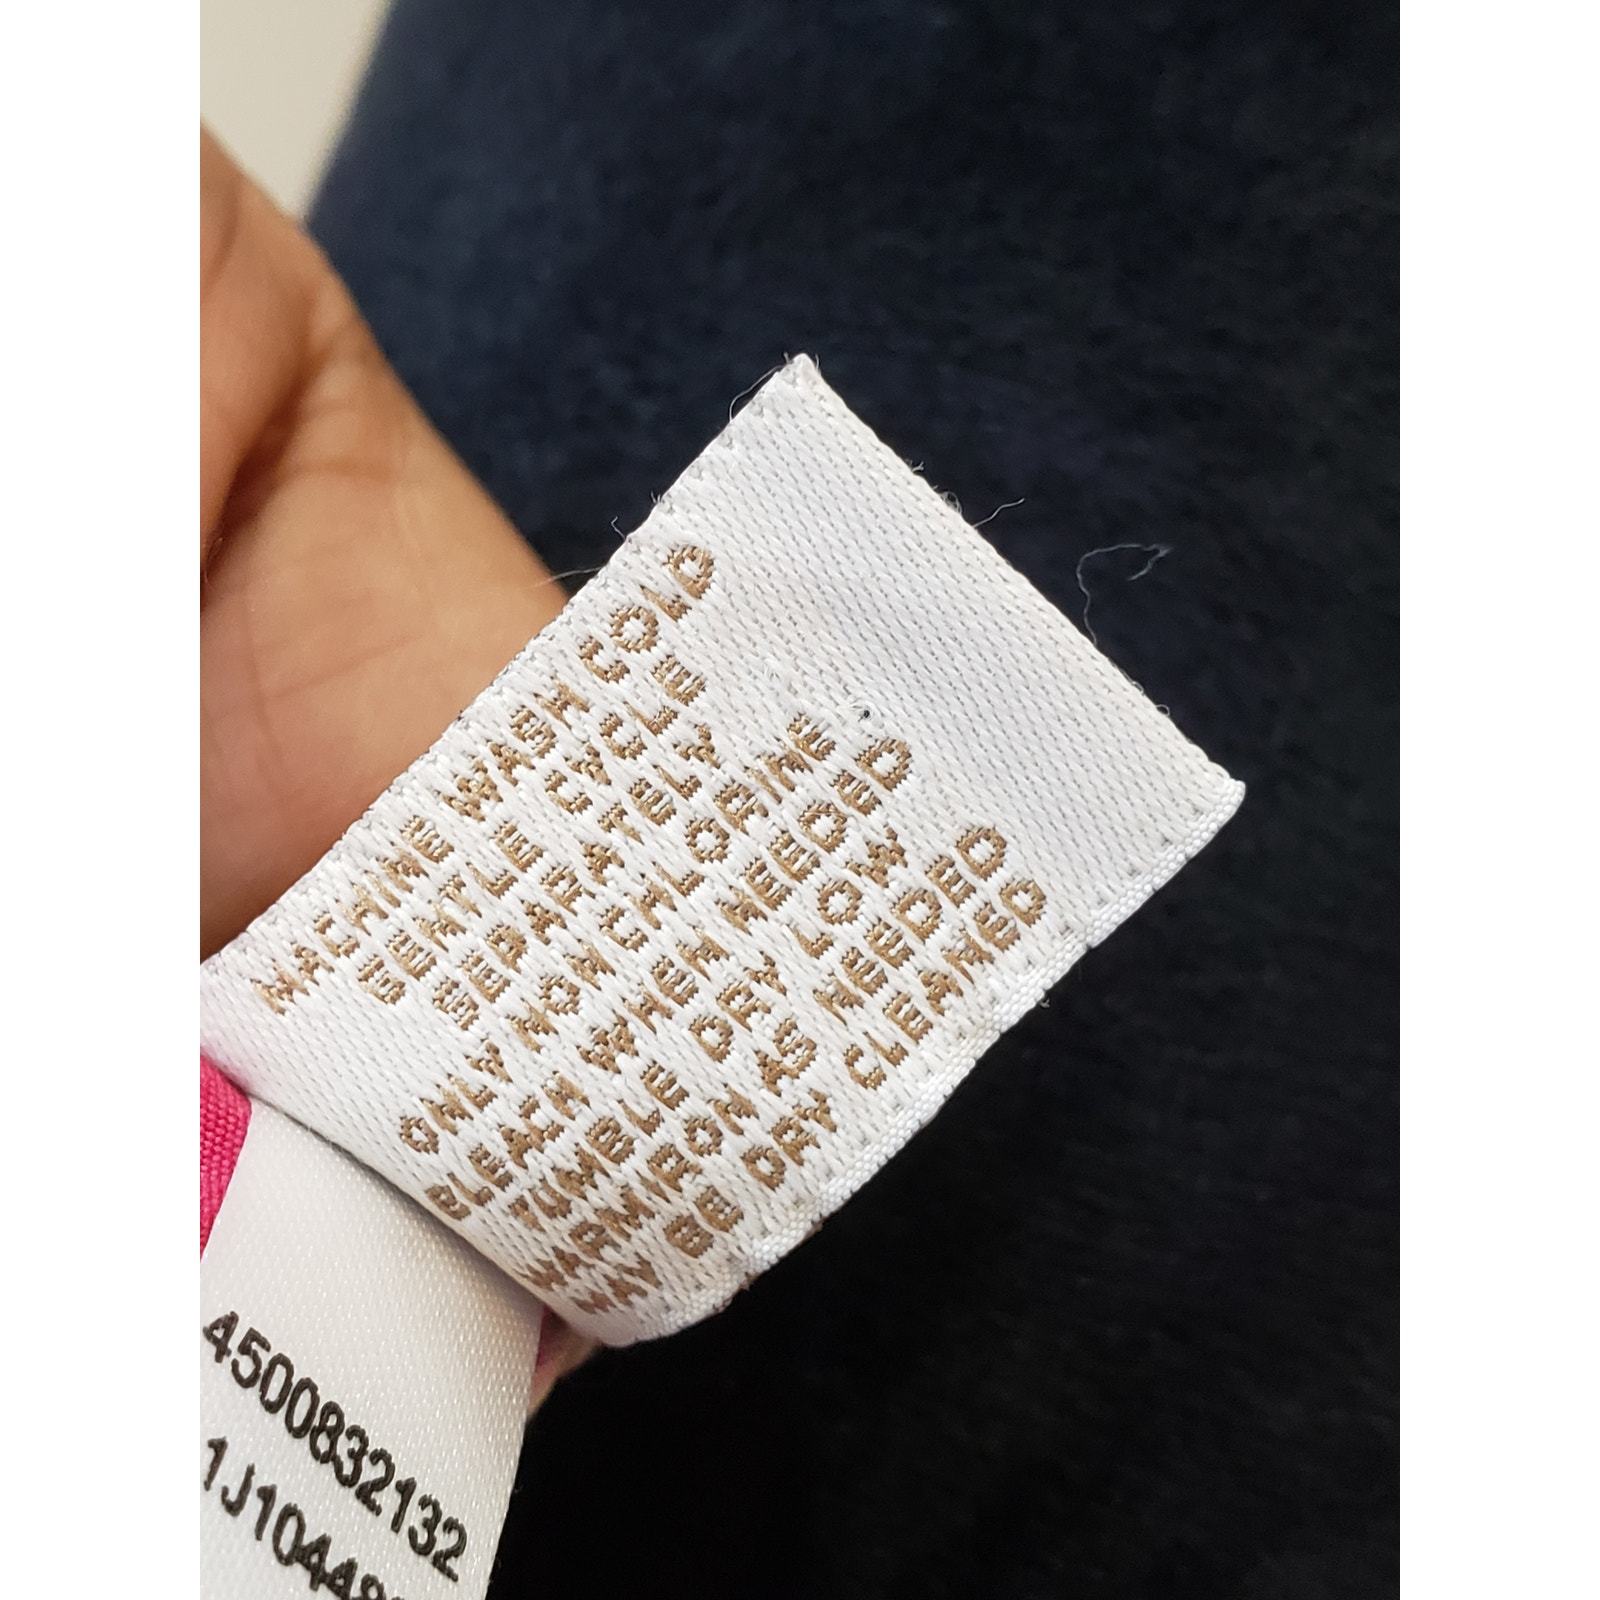 MACHINE WASH COLD
GENTLE CYCLE
SEPARATELY
ONLY NON-CHLORINE
BLEACH WHEN NEEDED
TUMBLE DRY LOW
WARM IRON AS NEEDED
MAY BE DRY CLEANED
4500832132
1J10448